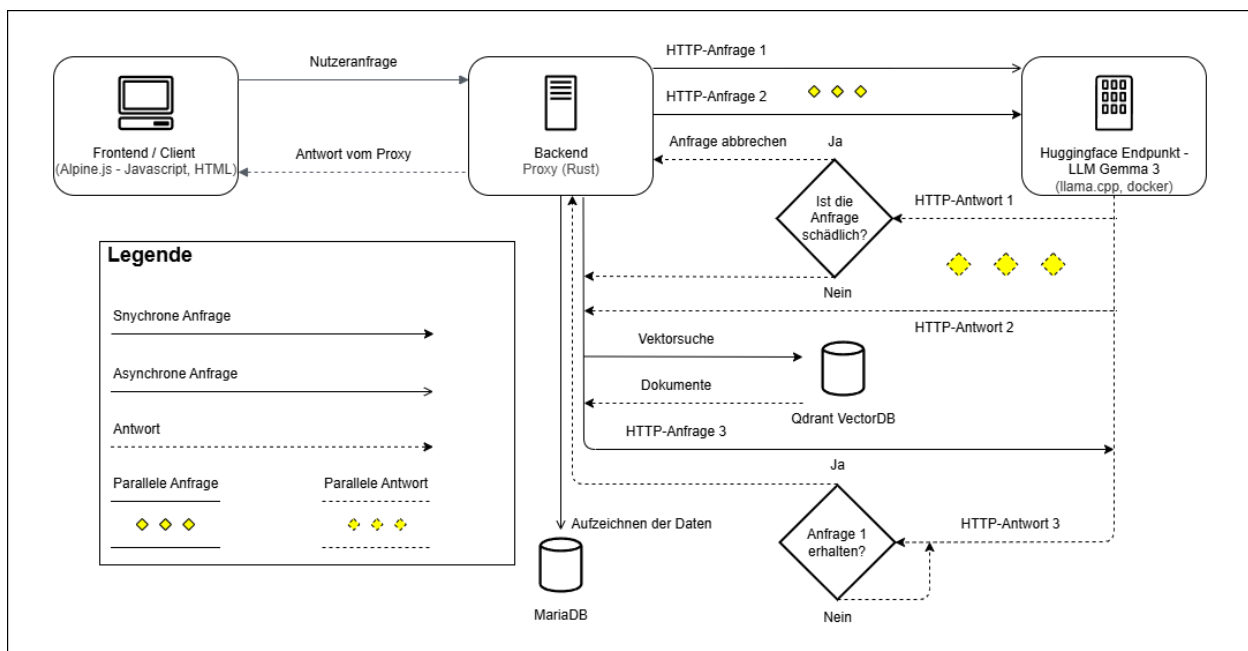 HTTP-Anfrage 1
Nutzeranfrage
HTTP-Anfrage 2
Frontend / Client
(Alpine.js - Javascript, HTML)
Antwort vom Proxy
Backend
Proxy (Rust)
Anfrage abbrechen
Ja
Huggingface Endpunkt -
LLM Gemma 3
(llama.cpp, docker)
Ist die
Anfrage
schädlich?
HTTP-Antwort 1
Nein
HTTP-Antwort 2
Legende
Snychrone Anfrage
Asynchrone Anfrage
Antwort
Parallele Anfrage
Parallele Antwort
Vektorsuche
Dokumente
Qdrant VectorDB
HTTP-Anfrage 3
Ja
Aufzeichnen der Daten
MariaDB
Anfrage 1
erhalten?
HTTP-Antwort 3
Nein